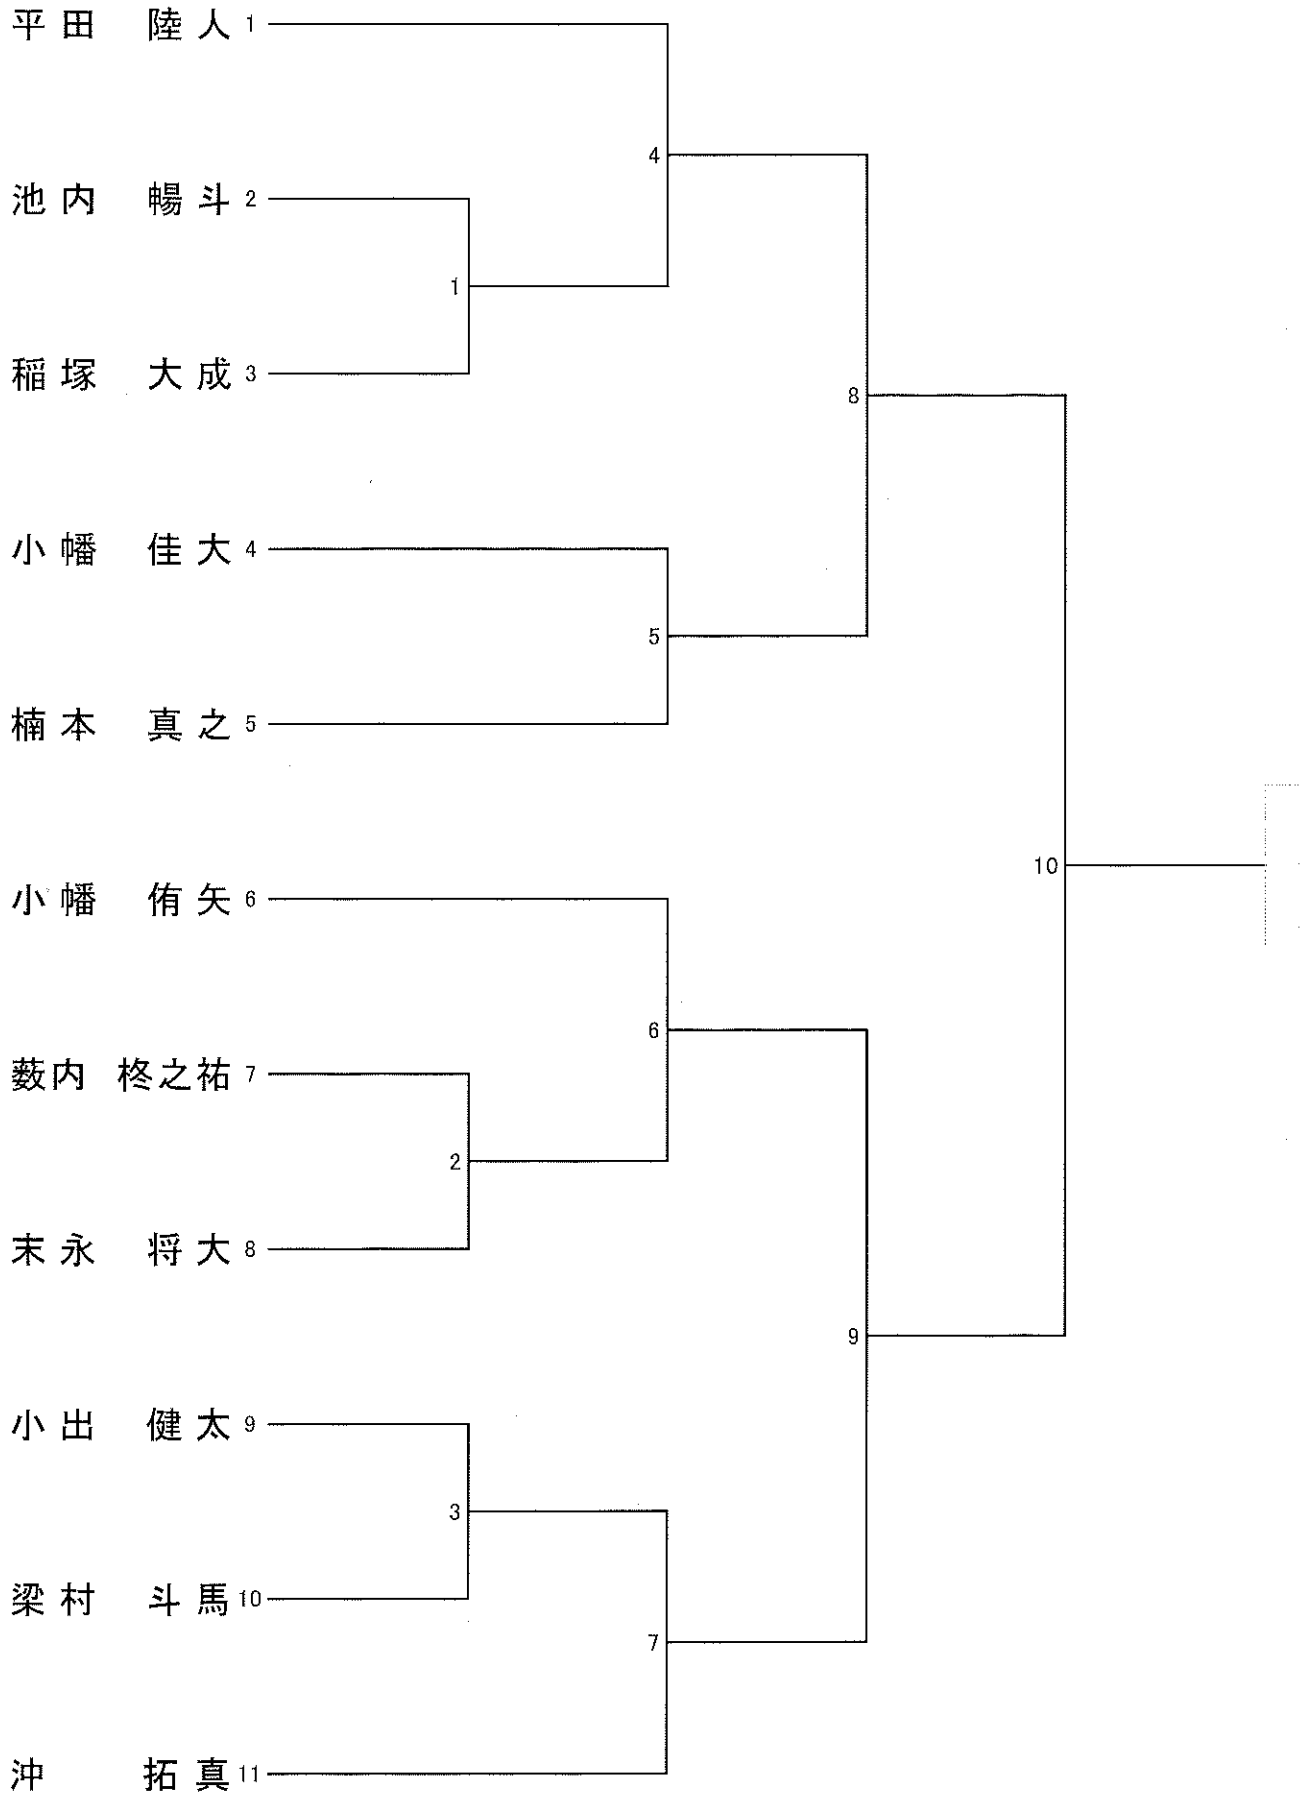 平田 陸人 1
4
池内 暢斗 2
1
稲塚 大成 3
8
小幡 佳大 4
5
楠本 真之 5
10
小幡 侑矢 6
6
薮内 柊之祐 7
2
末永 将大 8
9
小出 健太 9
3
梁村 斗馬 10
7
沖 拓真 11